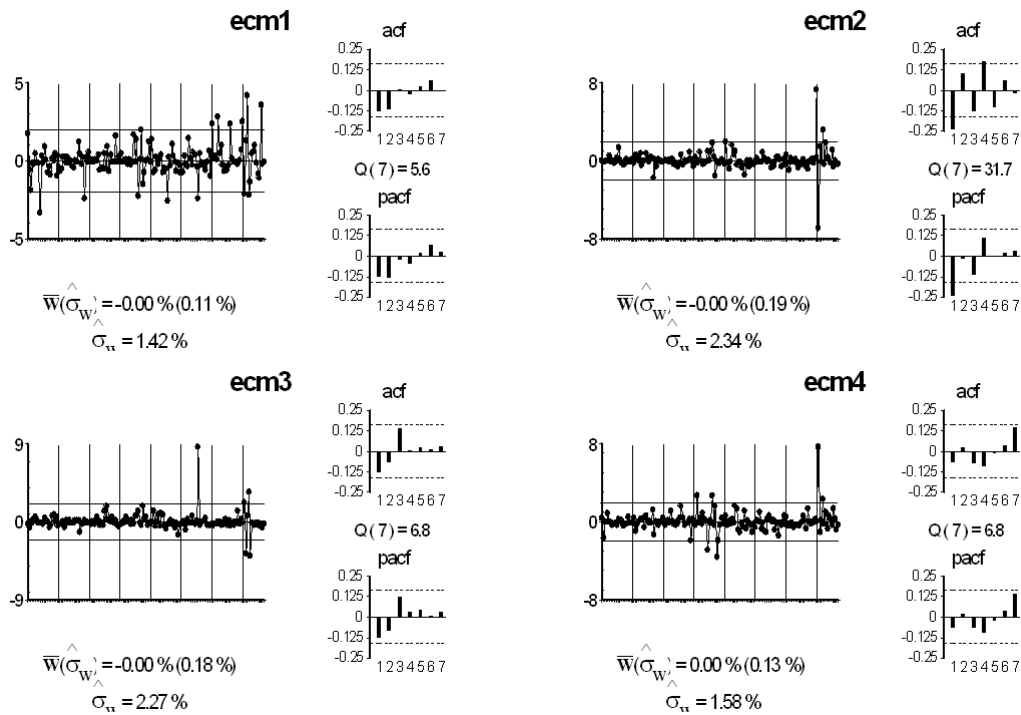 ecm1
acf
0.25
0.125
0
-0.125
-0.25
1 2 3 4 5 6 7
5
0
-5
Q ( 7 ) = 5.6
pacf
0.25
0.125
0
-0.125
-0.25
1 2 3 4 5 6 7
w̅(σ̂w̅) = -0.00 % (0.11 %)
σ̂w = 1.42 %
ecm2
acf
0.25
0.125
0
-0.125
-0.25
1 2 3 4 5 6 7
8
0
-8
Q ( 7 ) = 31.7
pacf
0.25
0.125
0
-0.125
-0.25
1 2 3 4 5 6 7
w̅(σ̂w̅) = -0.00 % (0.19 %)
σ̂w = 2.34 %
ecm3
acf
0.25
0.125
0
-0.125
-0.25
1 2 3 4 5 6 7
9
0
-9
Q ( 7 ) = 6.8
pacf
0.25
0.125
0
-0.125
-0.25
1 2 3 4 5 6 7
w̅(σ̂w̅) = -0.00 % (0.18 %)
σ̂w = 2.27 %
ecm4
acf
0.25
0.125
0
-0.125
-0.25
1 2 3 4 5 6 7
8
0
-8
Q ( 7 ) = 6.8
pacf
0.25
0.125
0
-0.125
-0.25
1 2 3 4 5 6 7
w̅(σ̂w̅) = 0.00 % (0.13 %)
σ̂w = 1.58 %